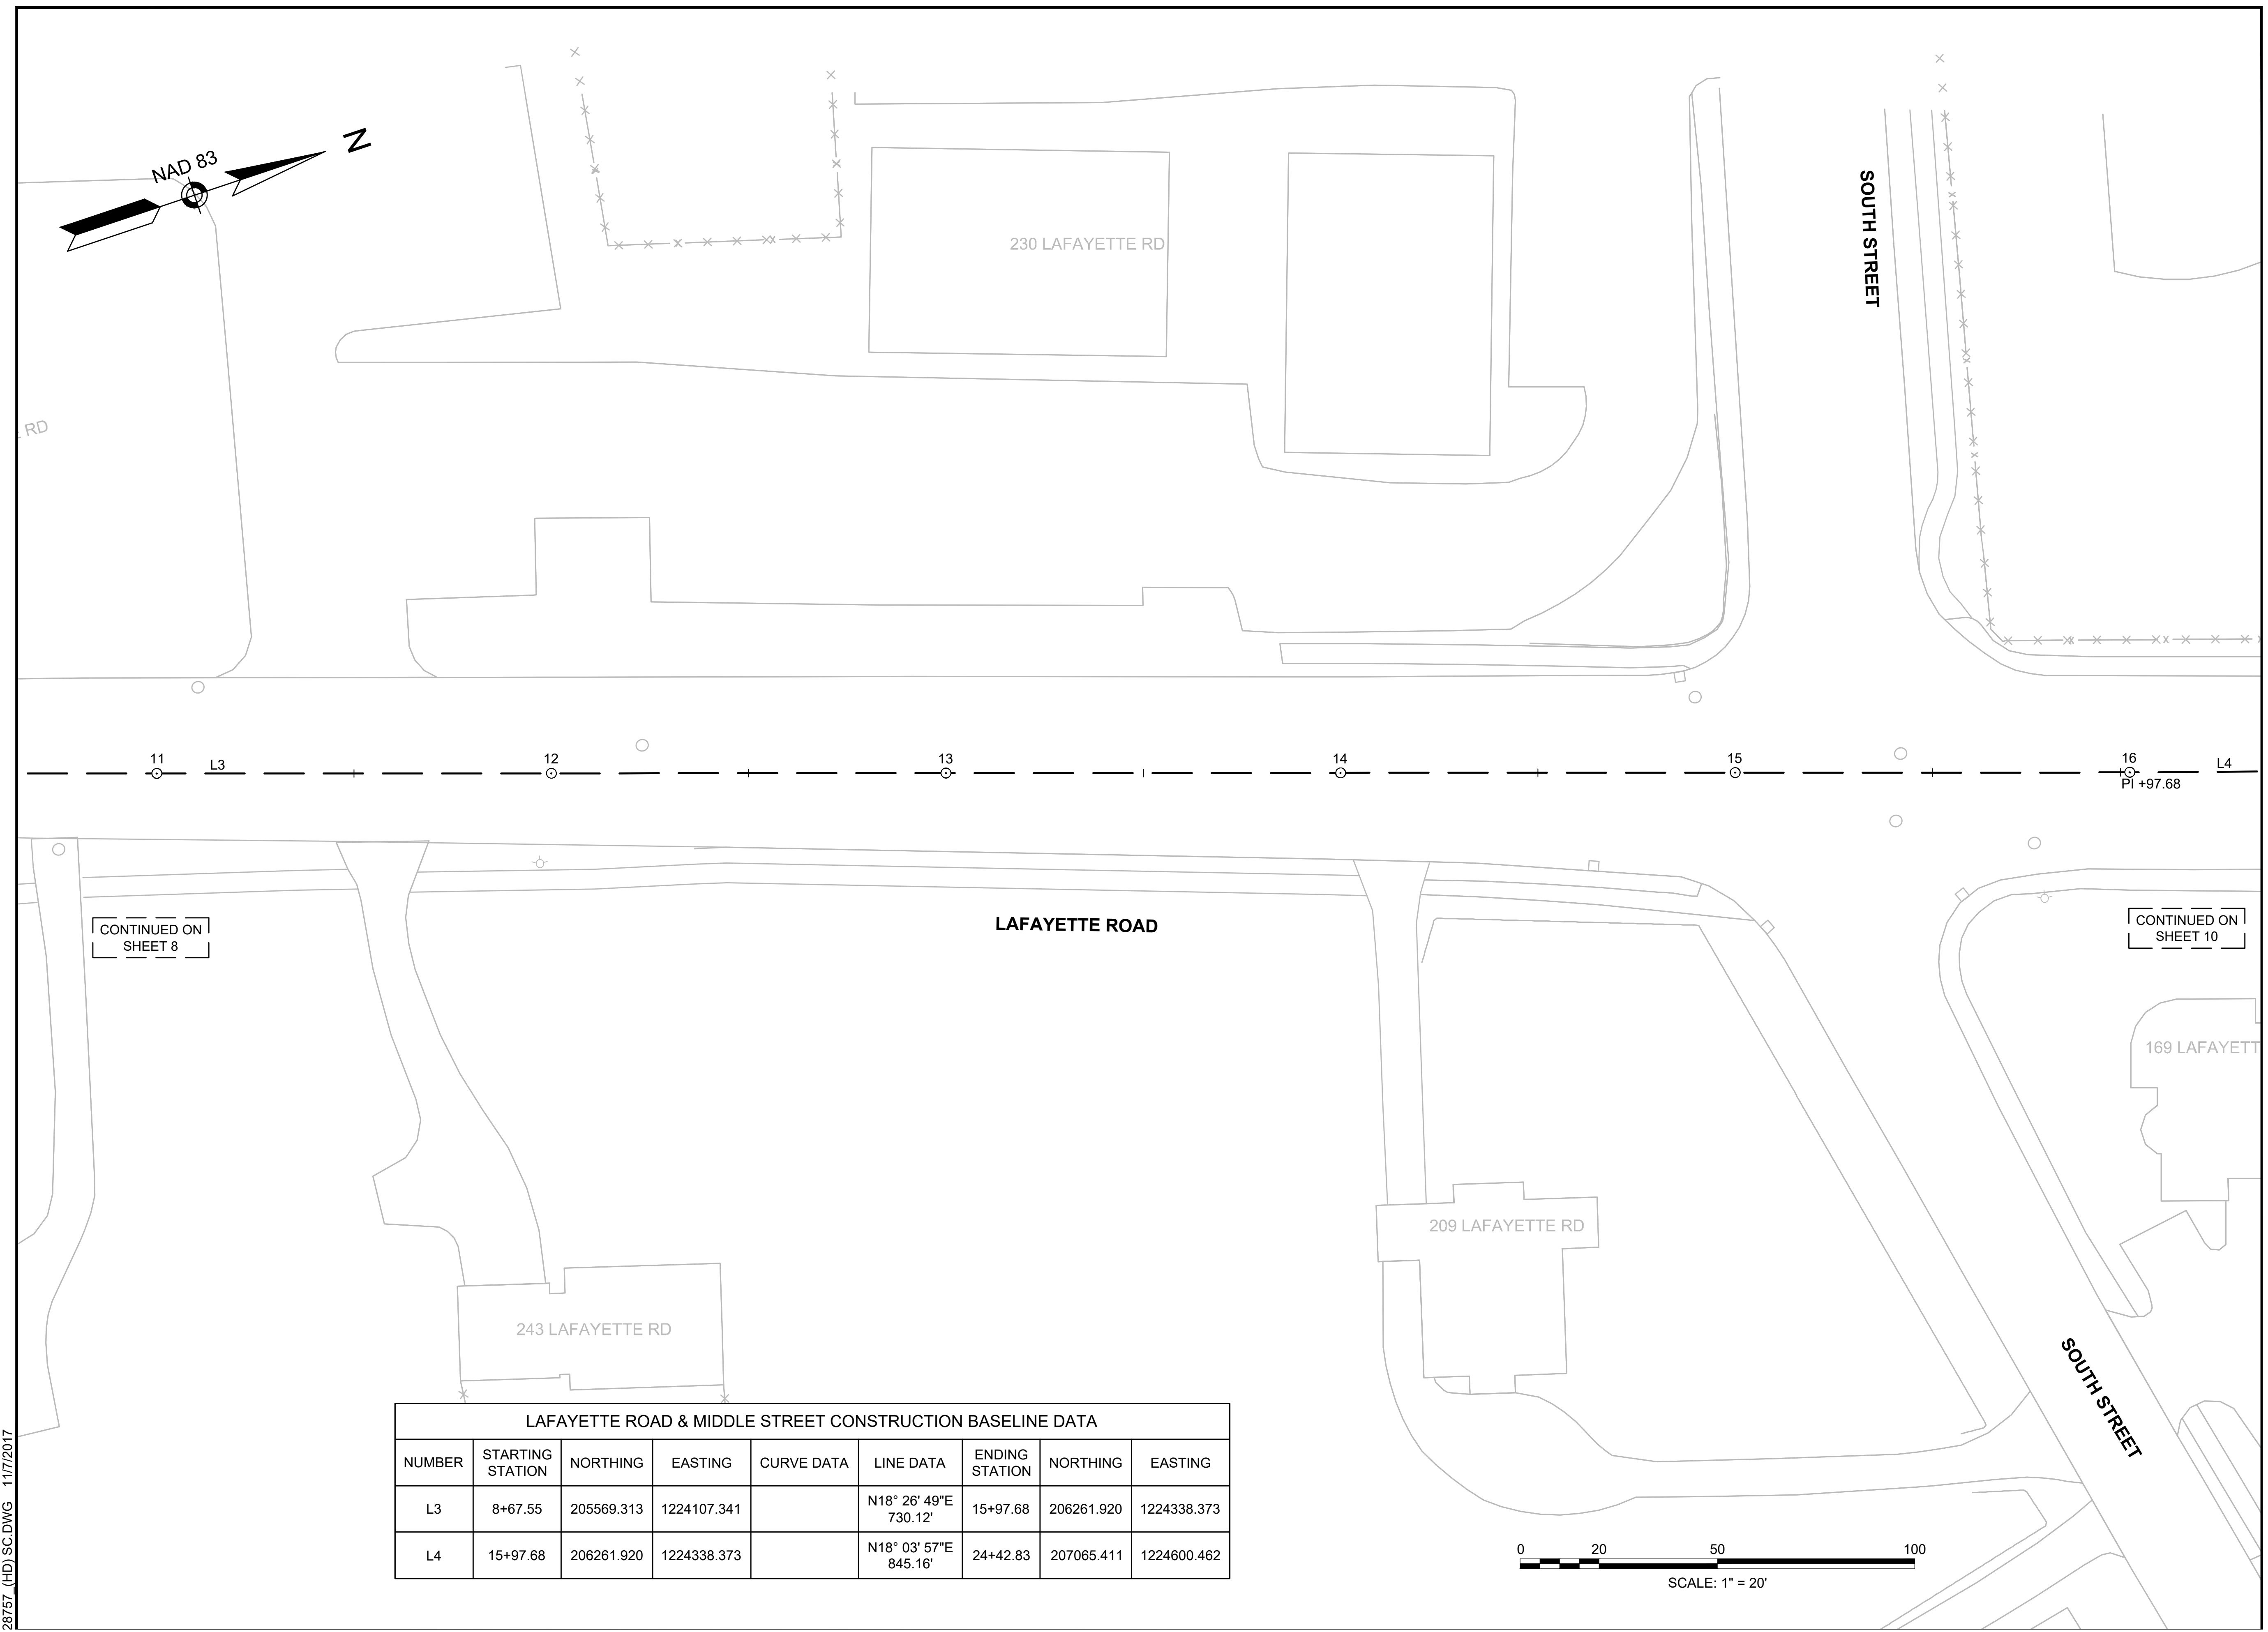 NAD 83
N
230 LAFAYETTE RD
SOUTH STREET
RD
11
L3
12
13
14
15
16
L4
PI +97.68
CONTINUED ON
SHEET 8
LAFAYETTE ROAD
CONTINUED ON
SHEET 10
169 LAFAYETT
209 LAFAYETTE RD
243 LAFAYETTE RD
SOUTH STREET
LAFAYETTE ROAD & MIDDLE STREET CONSTRUCTION BASELINE DATA
NUMBER STARTING STATION NORTHING EASTING CURVE DATA LINE DATA ENDING STATION NORTHING EASTING
L3 8+67.55 205569.313 1224107.341 N18° 26' 49"E 730.12' 15+97.68 206261.920 1224338.373
L4 15+97.68 206261.920 1224338.373 N18° 03' 57"E 845.16' 24+42.83 207065.411 1224600.462
0 20 50 100
SCALE: 1" = 20'
28757_(HD) SC.DWG 11/7/2017